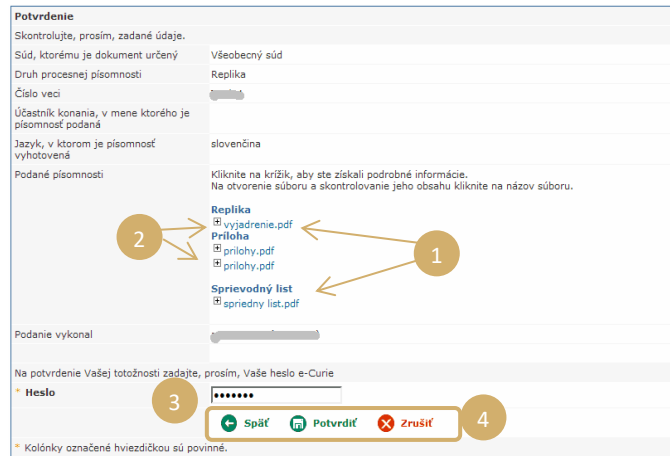 Potvrdenie
Skontrolujte, prosím, zadané údaje.
Súd, ktorému je dokument určený Všeobecný súd
Druh procesnej písomnosti Replika
Číslo veci
Účastník konania, v mene ktorého je
písomnosť podaná
Jazyk, v ktorom je písomnosť slovenčina
vyhotovená
Podané písomnosti Kliknite na krížik, aby ste získali podrobné informácie.
Na otvorenie súboru a skontrolovanie jeho obsahu kliknite na názov súboru.
Replika
vyjadrenie.pdf
2
Príloha
prilohy.pdf
1
prilohy.pdf
Sprievodný list
spriedny list.pdf
Podanie vykonal
Na potvrdenie Vašej totožnosti zadajte, prosím, Vaše heslo e-Curie
* Heslo 3 •••••••
Späť Potvrdiť Zrušiť 4
* Kolónky označené hviezdičkou sú povinné.